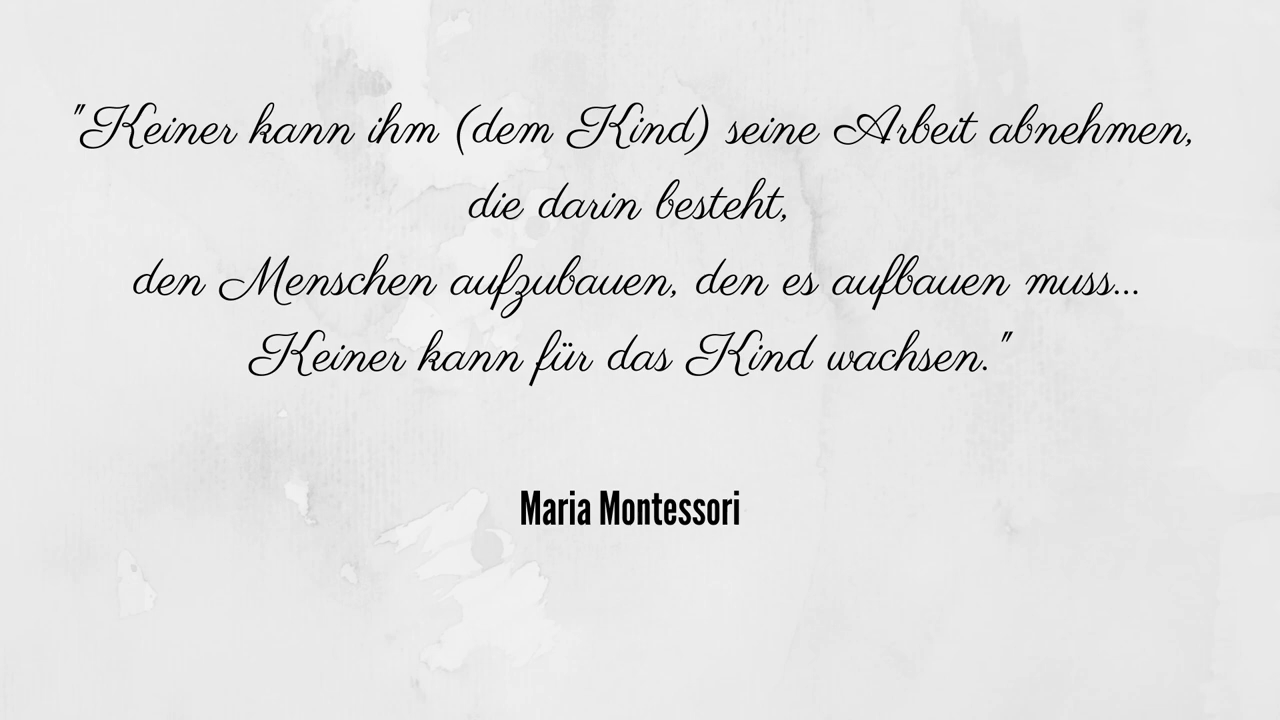 "Keiner kann ihm (dem Kind) seine Arbeit abnehmen,
die darin besteht,
den Menschen aufzubauen, den es aufbauen muss...
Keiner kann für das Kind wachsen."
Maria Montessori